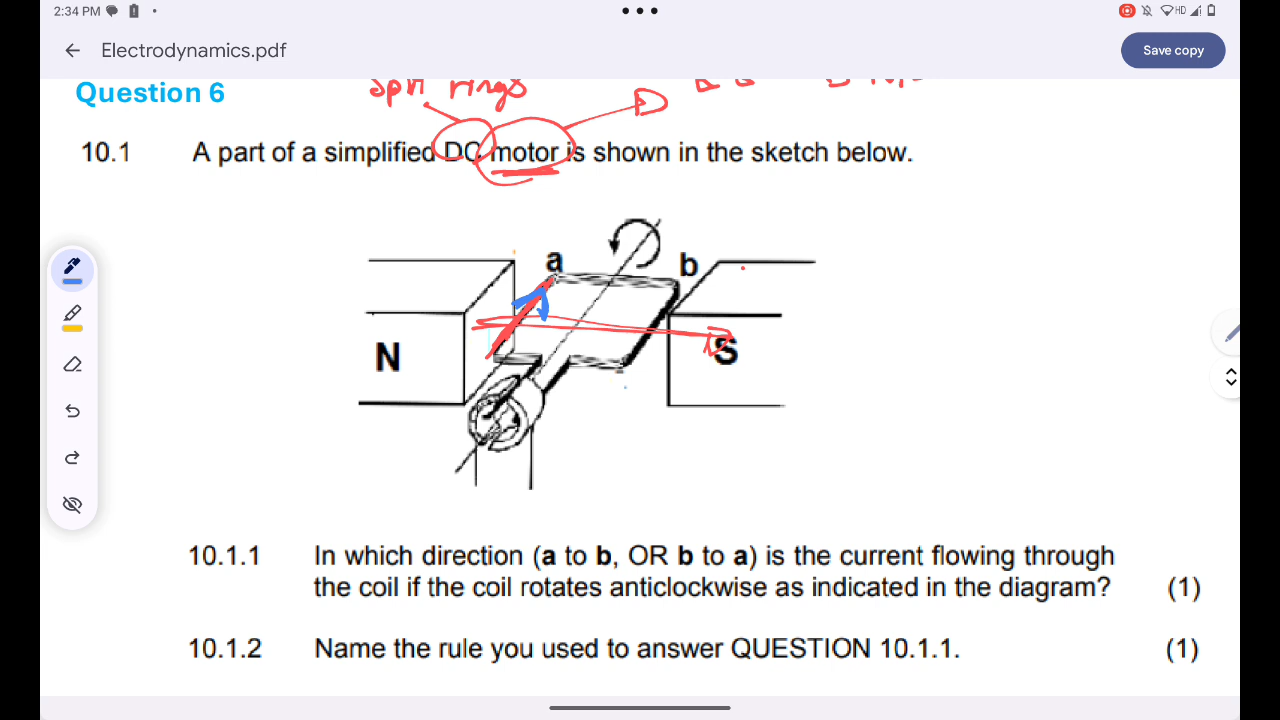 2:34 PM
HD
Electrodynamics.pdf
Save copy
Question 6
rings
10.1 A part of a simplified DC motor is shown in the sketch below.
a
b
N
S
10.1.1 In which direction (a to b, OR b to a) is the current flowing through
the coil if the coil rotates anticlockwise as indicated in the diagram? (1)
10.1.2 Name the rule you used to answer QUESTION 10.1.1. (1)